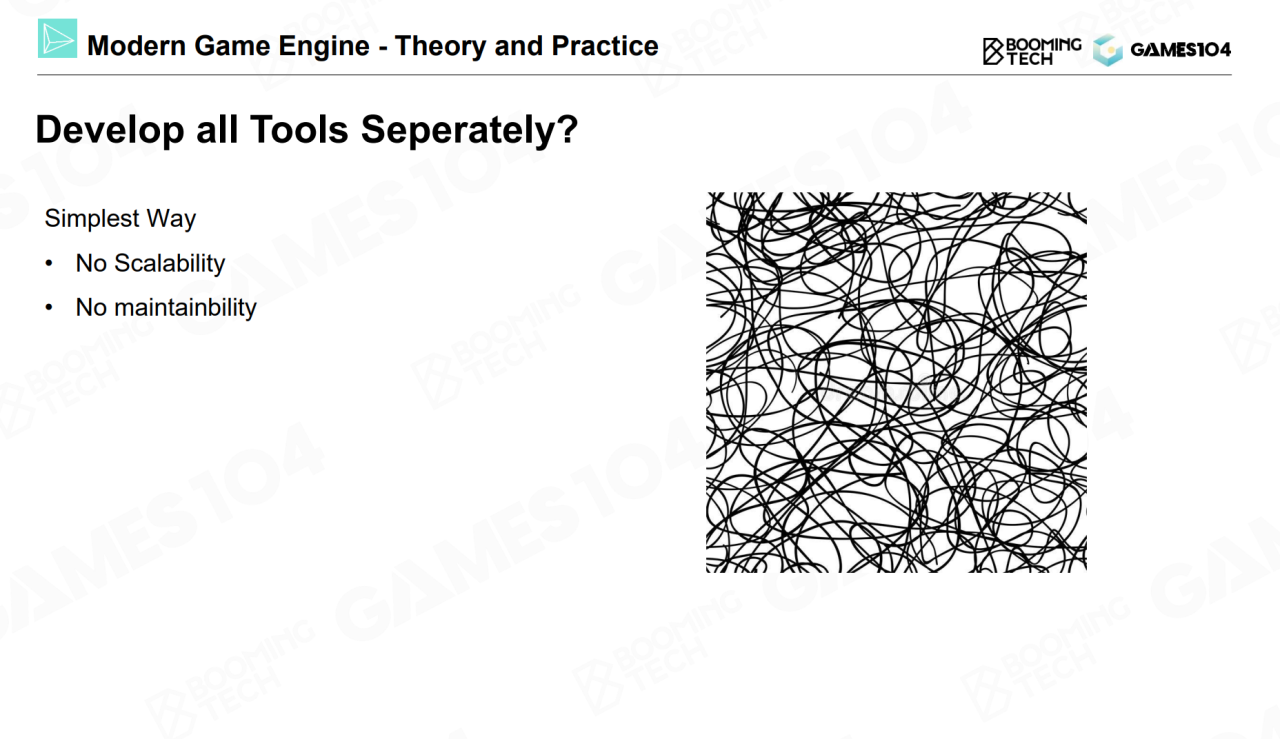 Modern Game Engine - Theory and Practice
BOOMING
TECH
GAMES104
Develop all Tools Seperately?
Simplest Way
• No Scalability
• No maintainbility